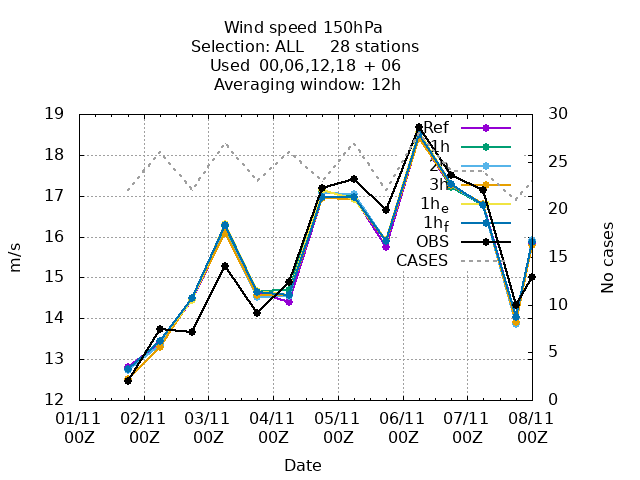 Wind speed 150hPa
Selection: ALL 28 stations
Used 00,06,12,18 + 06
Averaging window: 12h
19
18
17
16
15
14
13
12
m/s
30
25
20
15
10
5
0
No cases
Ref
1h
2h
3h
1h_e
1h_f
OBS
CASES
01/11 02/11 03/11 04/11 05/11 06/11 07/11 08/11
00Z 00Z 00Z 00Z 00Z 00Z 00Z 00Z
Date